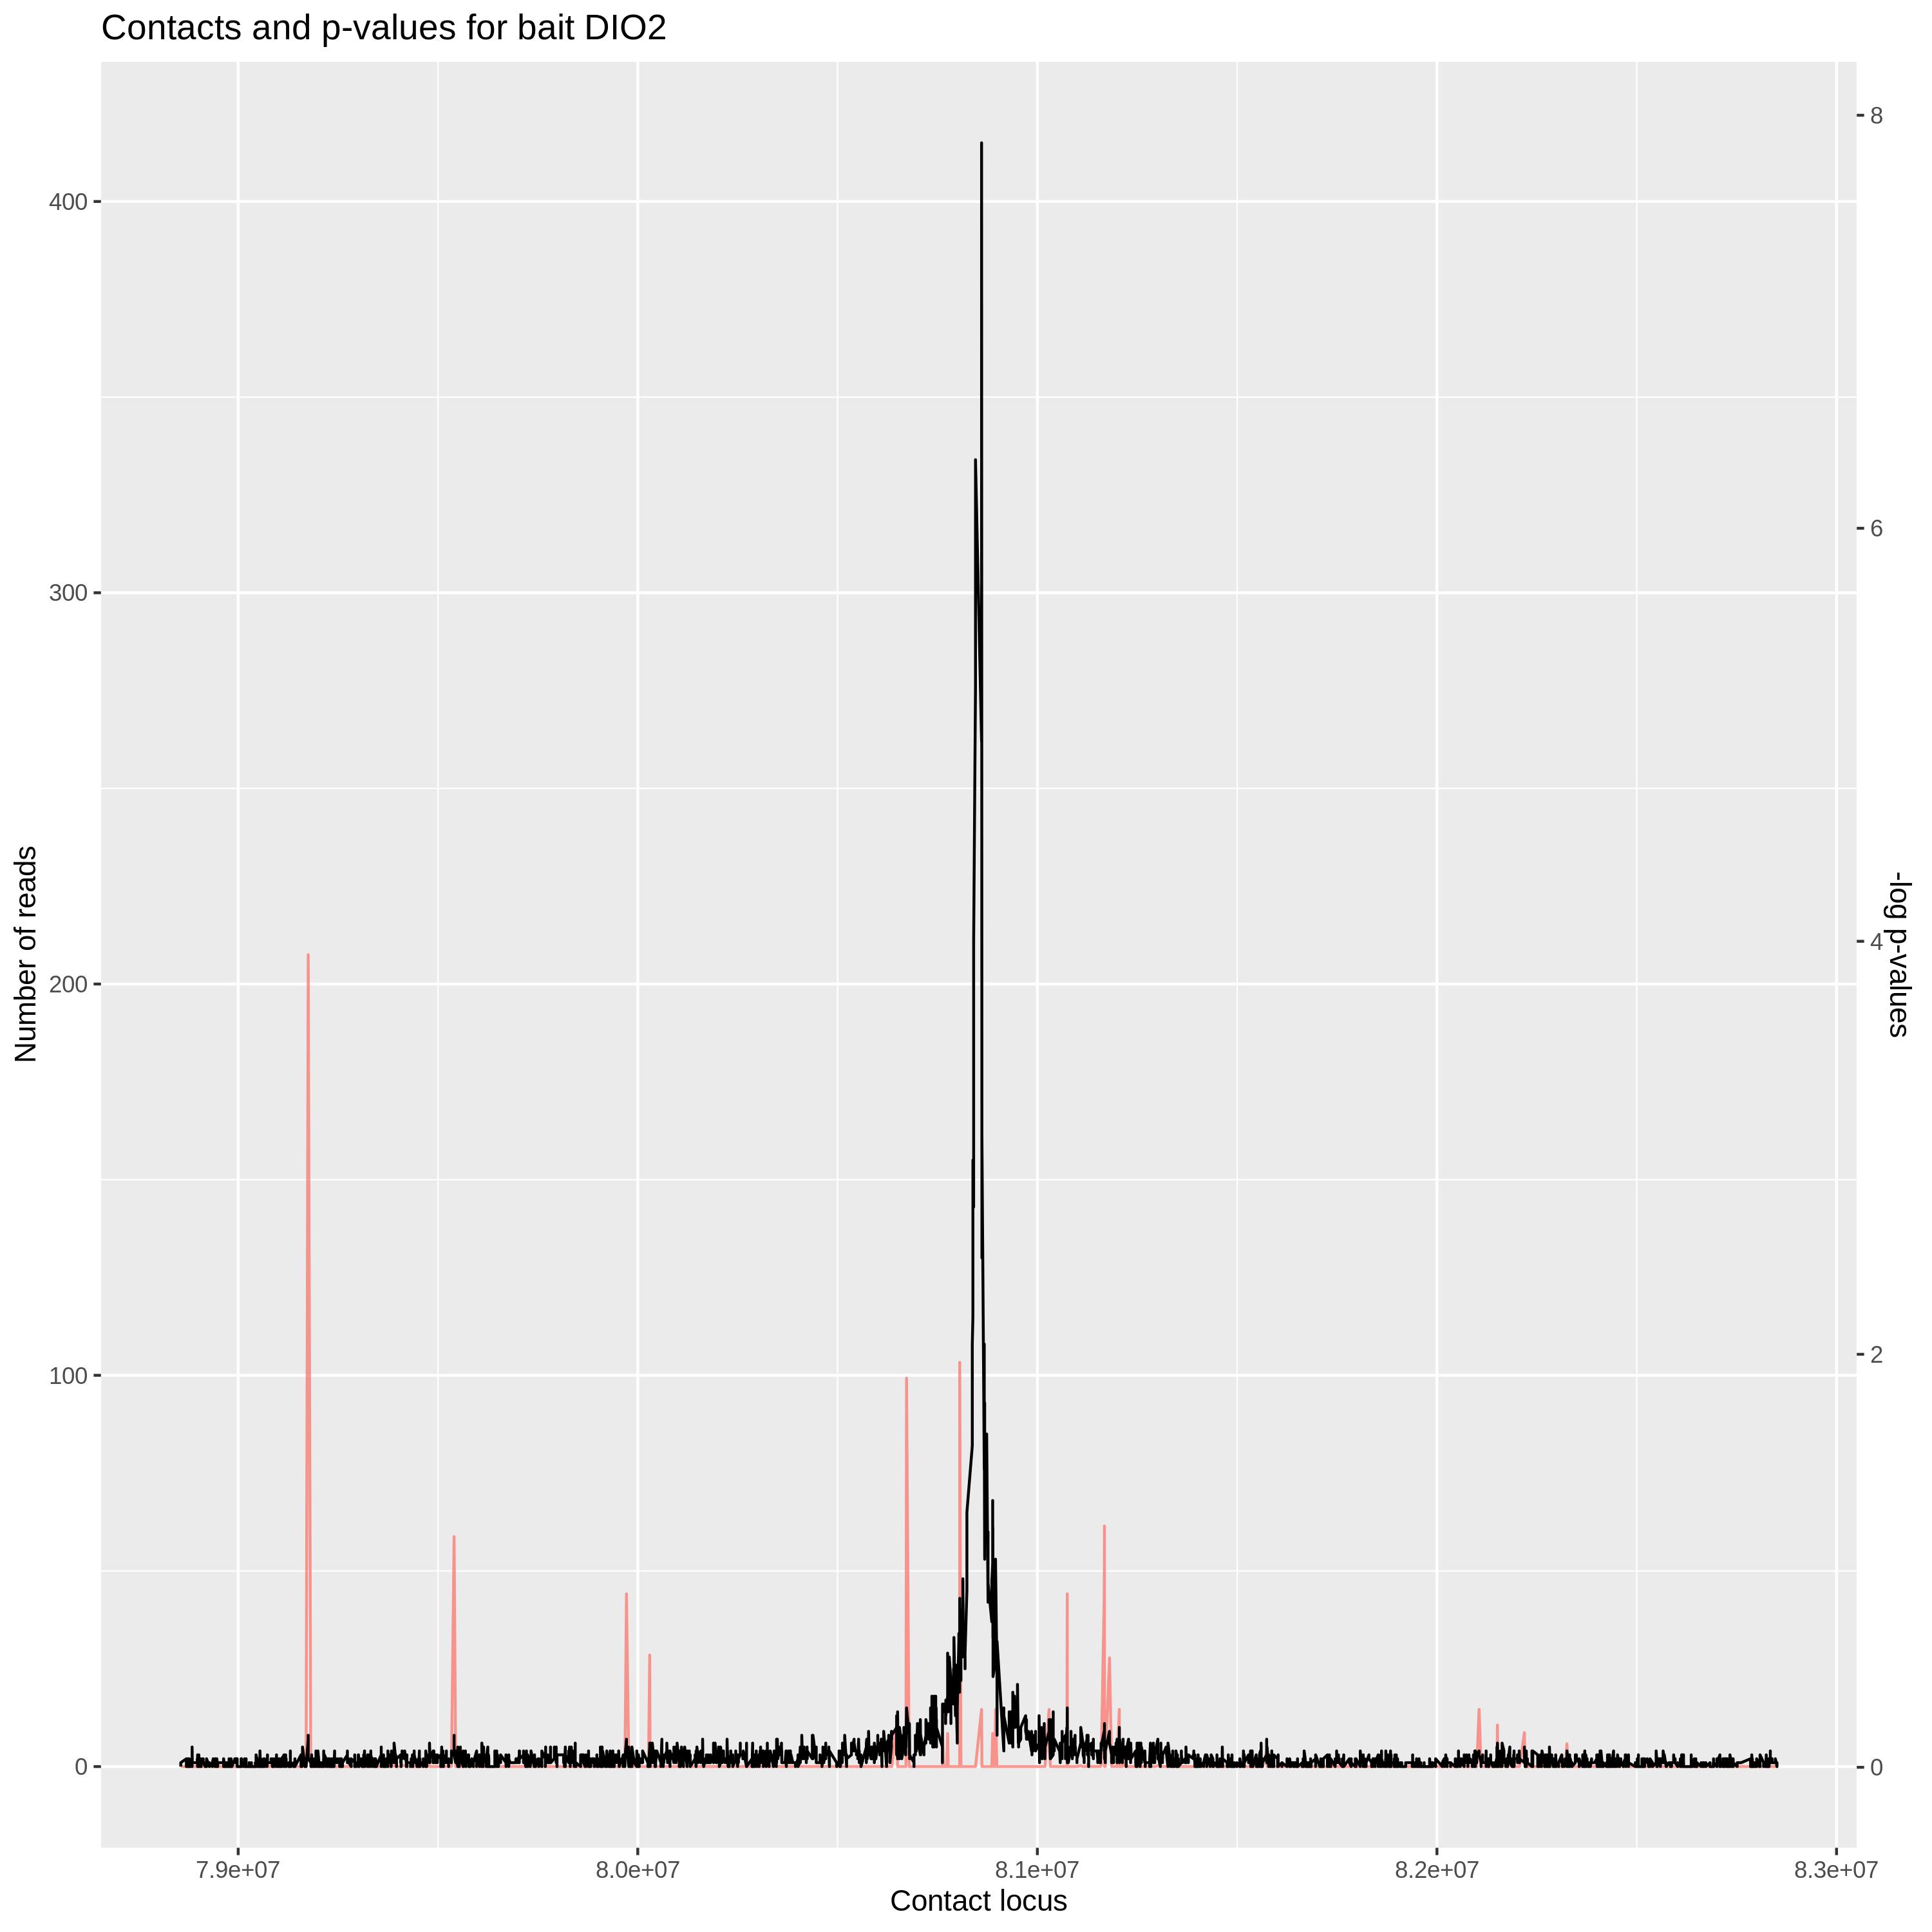 Contacts and p-values for bait DIO2
Number of reads
400
300
200
100
0
8
6
4
2
0
-log p-values
7.9e+07
8.0e+07
8.1e+07
8.2e+07
8.3e+07
Contact locus